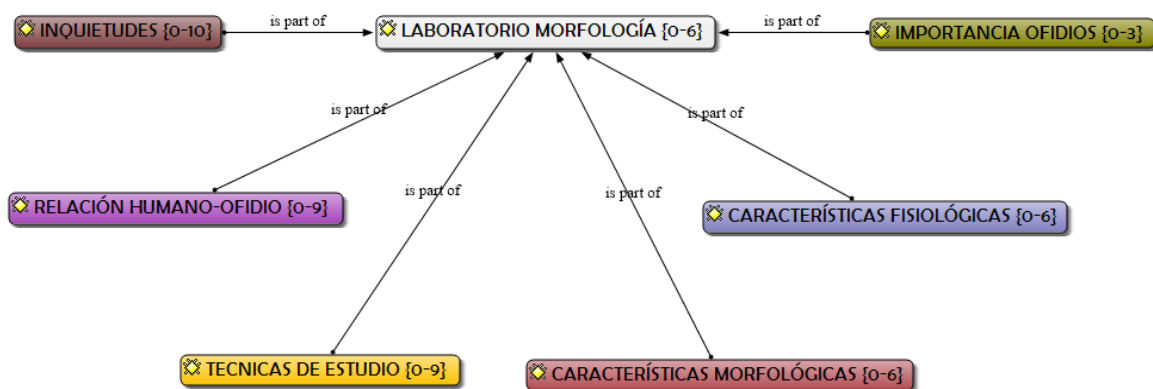 INQUIETUDES {0-10}
is part of
LABORATORIO MORFOLOGÍA {0-6}
is part of
IMPORTANCIA OFIDIOS {0-3}
is part of
is part of
is part of
is part of
RELACIÓN HUMANO-OFIDIO {0-9}
CARACTERÍSTICAS FISIOLÓGICAS {0-6}
TECNICAS DE ESTUDIO {0-9}
CARACTERÍSTICAS MORFOLÓGICAS {0-6}